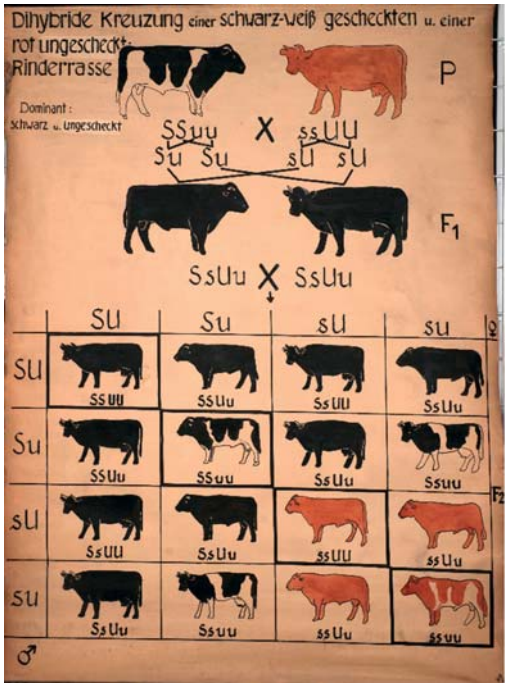 Dihybride Kreuzung einer schwarz-weiß gescheckten u. einer
rot ungescheckt.
Rinderrasse
P
Dominant:
schwarz u. ungescheckt
SSuu X ssUU
Su Su sU sU
F1
SsUu X SsUu
SU Su sU su ♀
SU
SSUU SSUu SsUU SsUu
Su
SSUu SSuu SsUu Ssuu
F2
sU
SsUU SsUu ssUU ssUu
su
SsUu Ssuu ssUu ssuu
♂